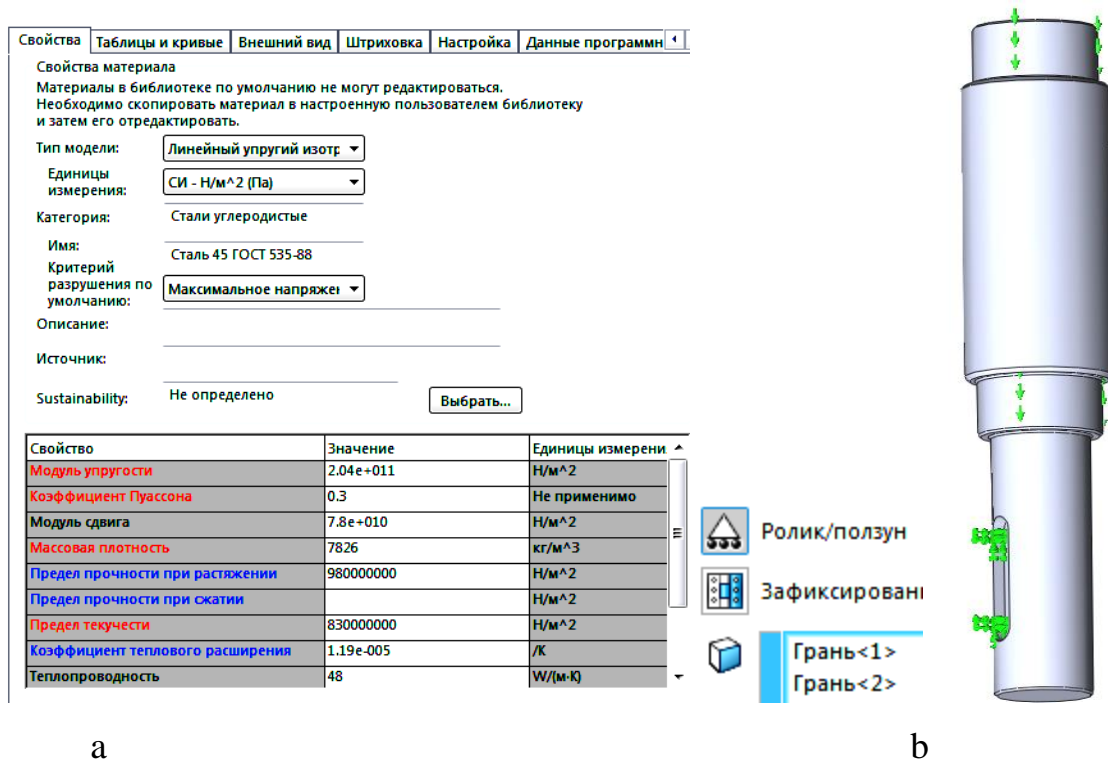 Свойства Таблицы и кривые Внешний вид Штриховка Настройка Данные программн
Свойства материала
Материалы в библиотеке по умолчанию не могут редактироваться.
Необходимо скопировать материал в настроенную пользователем библиотеку
и затем его отредактировать.
Тип модели: Линейный упругий изотр
Единицы измерения: СИ - Н/м^2 (Па)
Категория: Стали углеродистые
Имя: Сталь 45 ГОСТ 535-88
Критерий разрушения по умолчанию: Максимальное напряжен
Описание:
Источник:
Sustainability: Не определено Выбрать...
Свойство Значение Единицы измерени
Модуль упругости 2.04e+011 Н/м^2
Коэффициент Пуассона 0.3 Не применимо
Модуль сдвига 7.8e+010 Н/м^2
Массовая плотность 7826 кг/м^3
Предел прочности при растяжении 980000000 Н/м^2
Предел прочности при сжатии Н/м^2
Предел текучести 830000000 Н/м^2
Коэффициент теплового расширения 1.19e-005 /K
Теплопроводность 48 W/(м·K)
Ролик/ползун
Зафиксирован
Грань<1>
Грань<2>
a b